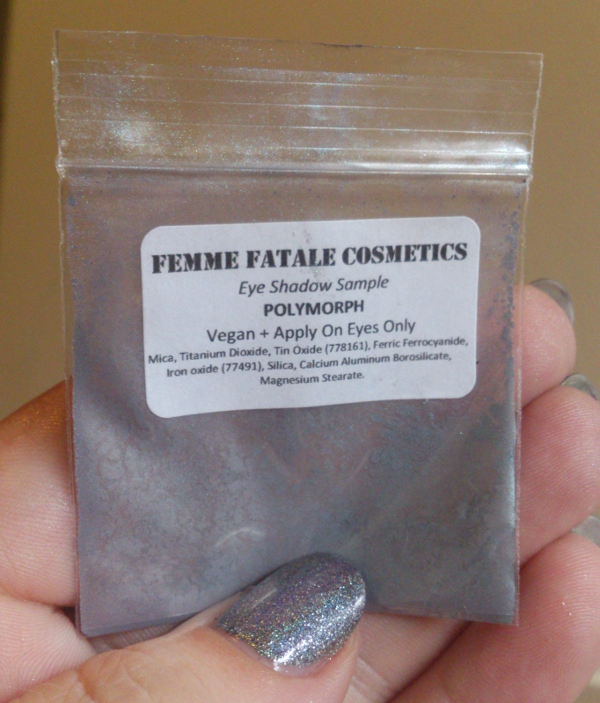 FEMME FATALE COSMETICS
Eye Shadow Sample
POLYMORPH
Vegan + Apply On Eyes Only
Mica, Titanium Dioxide, Tin Oxide (778161), Ferric Ferrocyanide,
Iron oxide (77491), Silica, Calcium Aluminum Borosilicate,
Magnesium Stearate.